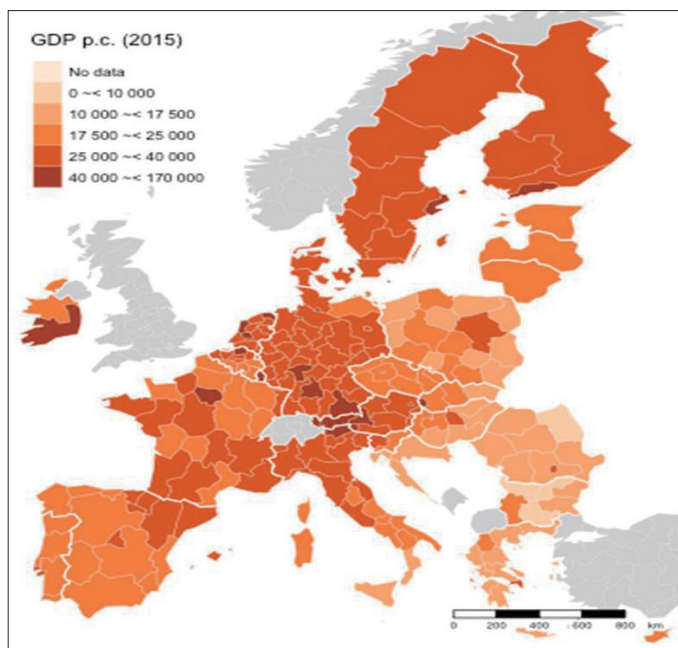 GDP p.c. (2015)
No data
0 ~< 10 000
10 000 ~< 17 500
17 500 ~< 25 000
25 000 ~< 40 000
40 000 ~< 170 000
0 200 400 600 800 km